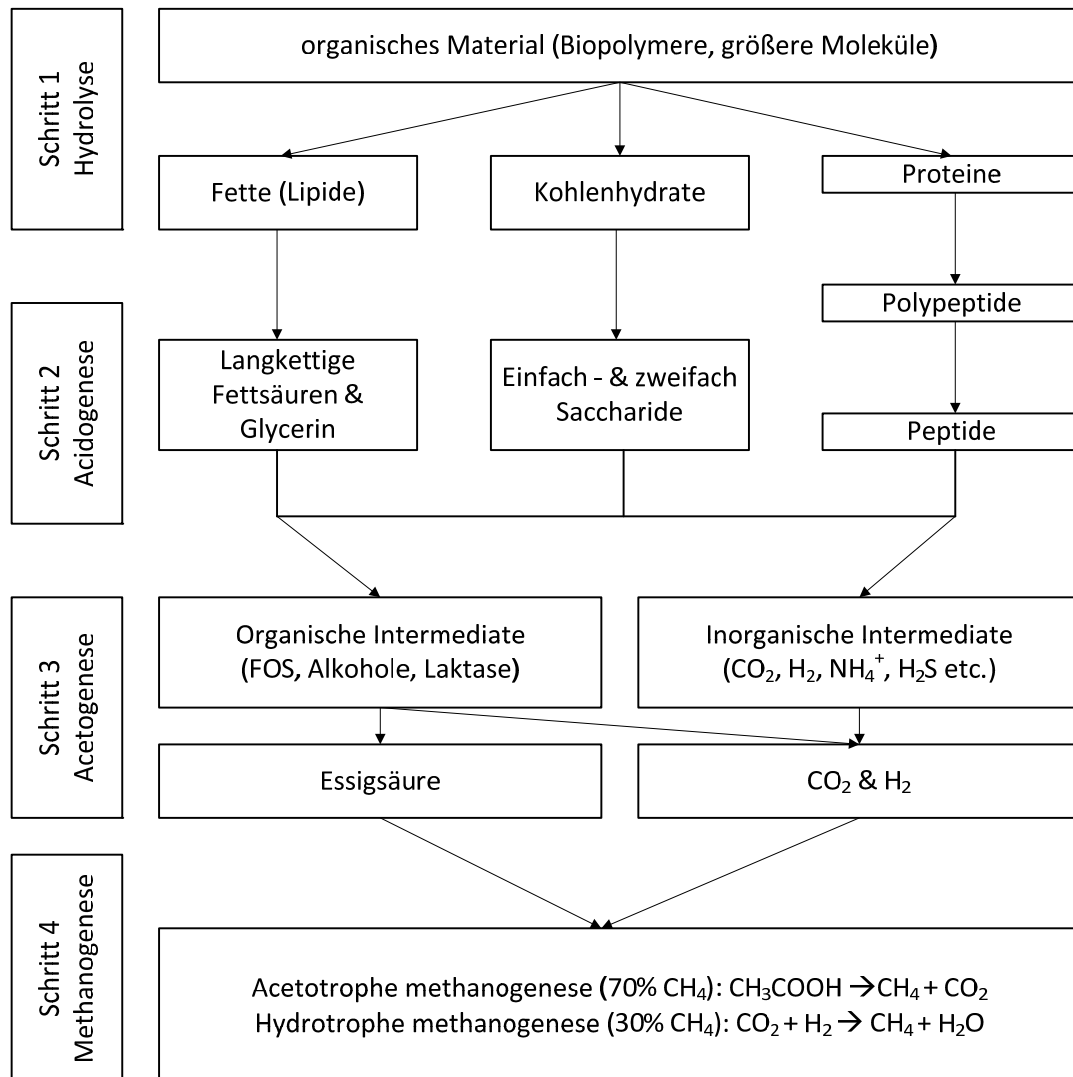 Schritt 1
Hydrolyse
organisches Material (Biopolymere, größere Moleküle)
Fette (Lipide)
Kohlenhydrate
Proteine
Polypeptide
Schritt 2
Acidogenese
Langkettige
Fettsäuren &
Glycerin
Einfach - & zweifach
Saccharide
Peptide
Schritt 3
Acetogenese
Organische Intermediate
(FOS, Alkohole, Laktase)
Inorganische Intermediate
(CO₂, H₂, NH₄⁺, H₂S etc.)
Essigsäure
CO₂ & H₂
Schritt 4
Methanogenese
Acetotrophe methanogenese (70% CH₄): CH₃COOH →CH₄ + CO₂
Hydrotrophe methanogenese (30% CH₄): CO₂ + H₂ → CH₄ + H₂O